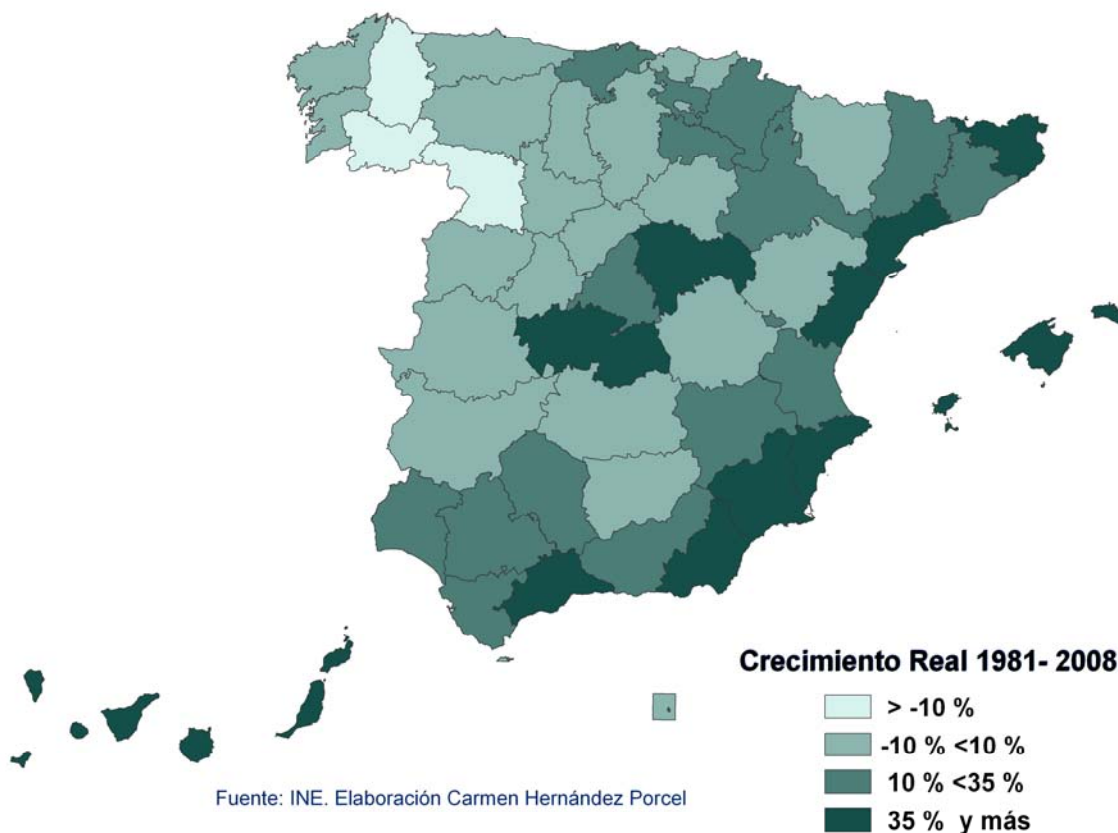 Crecimiento Real 1981- 2008
> -10 %
-10 % <10 %
10 % <35 %
35 % y más
Fuente: INE. Elaboración Carmen Hernández Porcel